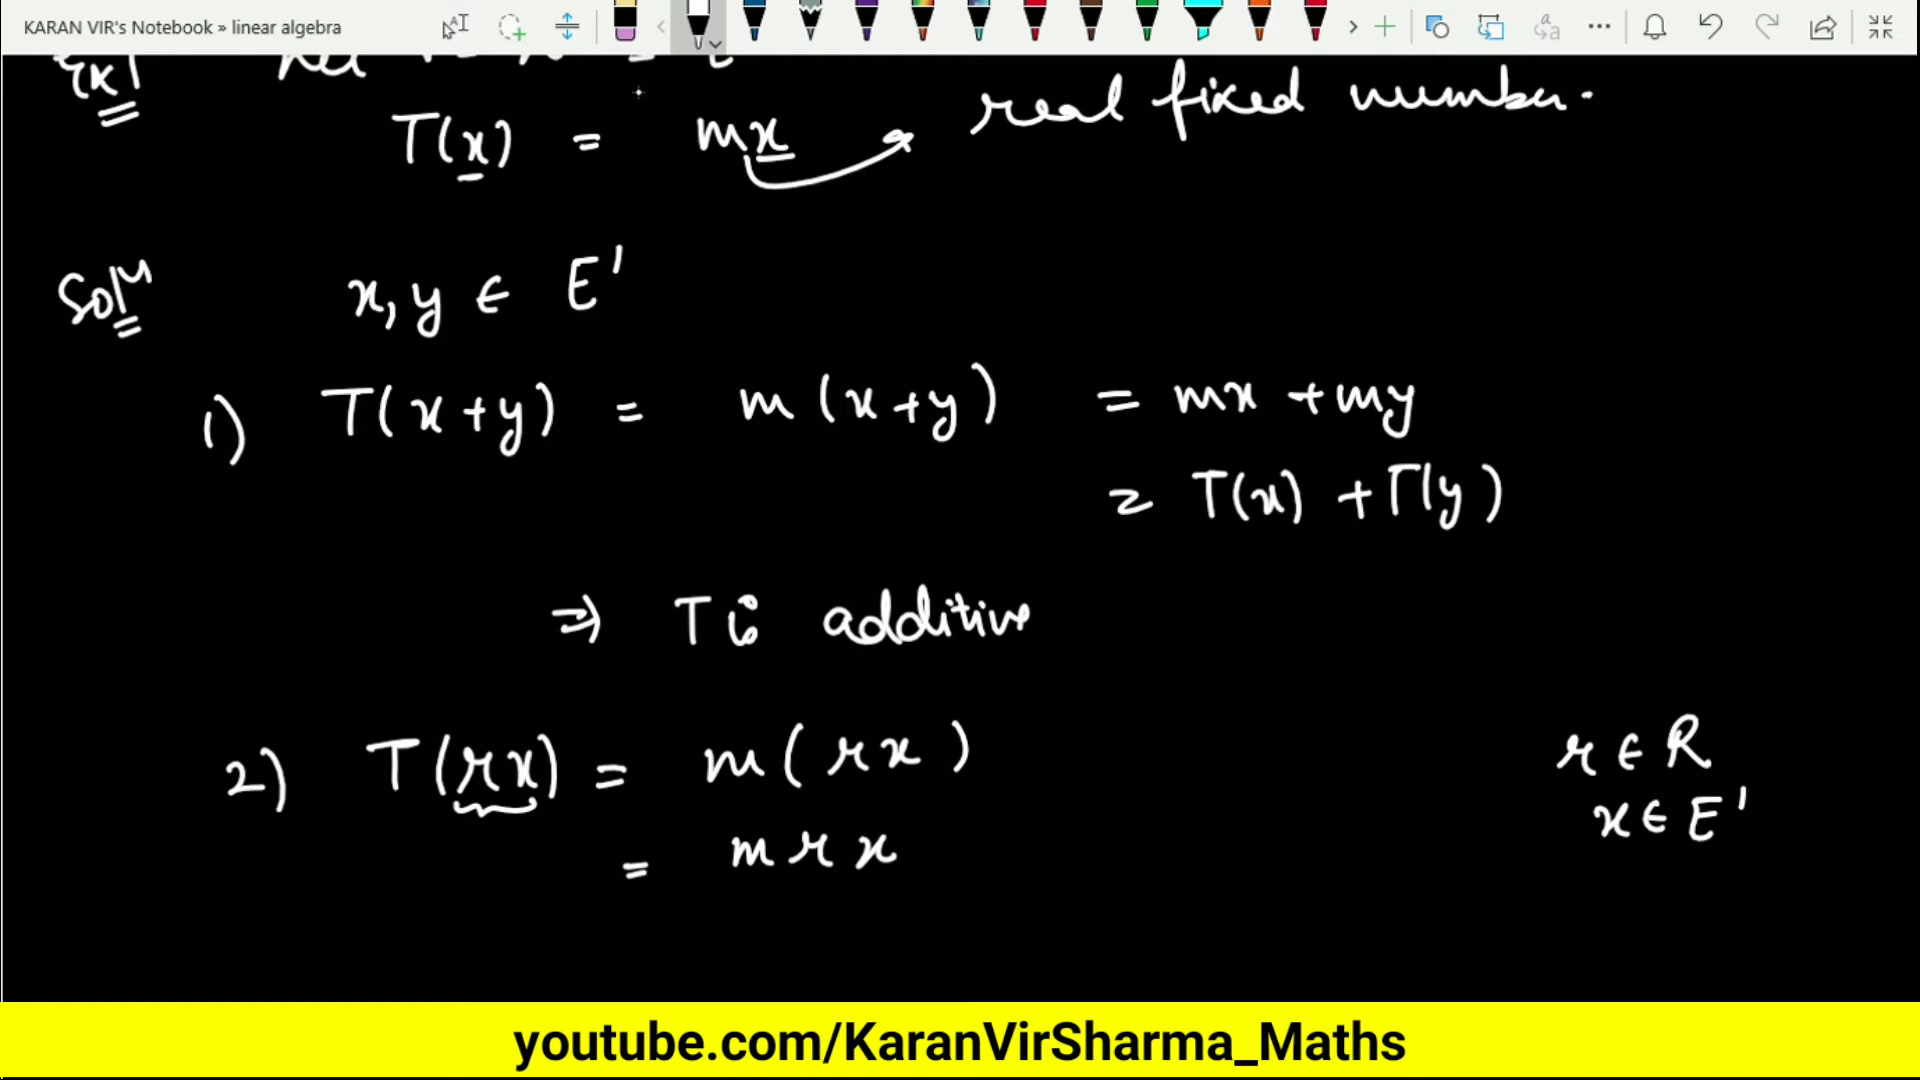 KARAN VIR's Notebook » linear algebra
T(x) = mx real fixed number.
Solⁿ x, y ∈ E'
1) T(x+y) = m(x+y) = mx + my
= T(x) + T(y)
⇒ T is additive
2) T(rx) = m(rx) r ∈ R
= mrx x ∈ E'
youtube.com/KaranVirSharma_Maths